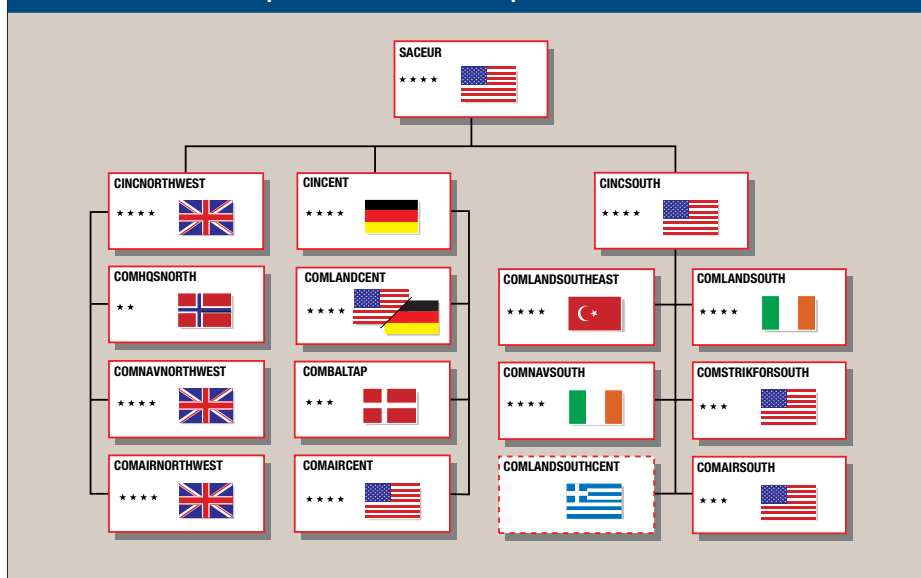 SACEUR
★ ★ ★ ★
CINCNORTHWEST
★ ★ ★ ★
CINCENT
★ ★ ★ ★
CINCSOUTH
★ ★ ★ ★
COMHQSNORTH
★ ★
COMLANDCENT
★ ★ ★ ★
COMLANDSOUTHEAST
★ ★ ★ ★
COMLANDSOUTH
★ ★ ★ ★
COMNAVNORTHWEST
★ ★ ★ ★
COMBALTAP
★ ★ ★
COMNAVSOUTH
★ ★ ★ ★
COMSTRIKFORSOUTH
★ ★ ★
COMAIRNORTHWEST
★ ★ ★ ★
COMAIRCENT
★ ★ ★ ★
COMLANDSOUTHCENT
COMAIRSOUTH
★ ★ ★